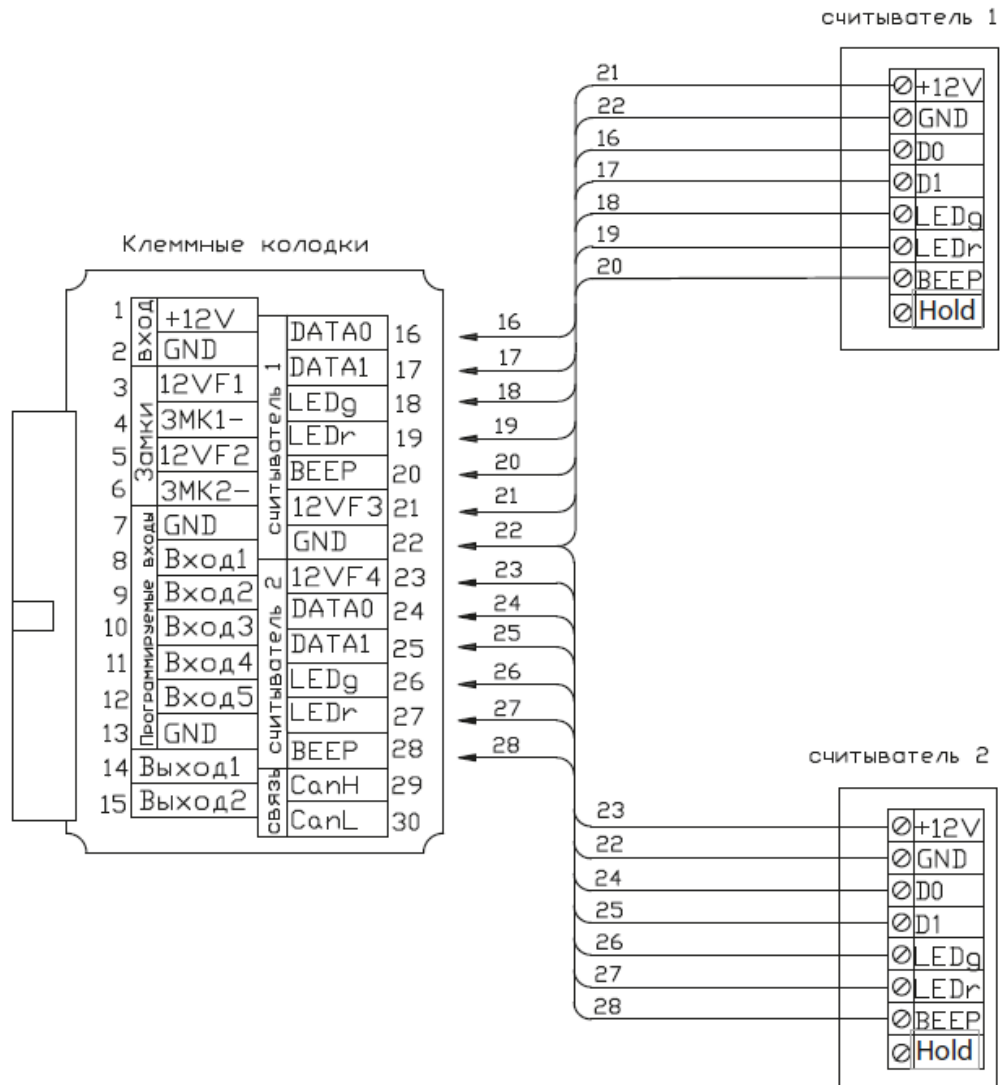 считыватель 1
21
+12V
22
GND
16
D0
17
D1
18
LEDg
19
LEDr
20
BEEP
Hold
Клеммные колодки
вход
1 +12V
2 GND
Замки
3 12VF1
4 ЗМК1-
5 12VF2
6 ЗМК2-
Программируемые входы
7 GND
8 Вход1
9 Вход2
10 Вход3
11 Вход4
12 Вход5
13 GND
14 Выход1
15 Выход2
считыватель 1
DATA0 16
DATA1 17
LEDg 18
LEDr 19
BEEP 20
12VF3 21
GND 22
считыватель 2
12VF4 23
DATA0 24
DATA1 25
LEDg 26
LEDr 27
BEEP 28
связь
CanH 29
CanL 30
16
17
18
19
20
21
22
23
24
25
26
27
28
считыватель 2
23
+12V
22
GND
24
D0
25
D1
26
LEDg
27
LEDr
28
BEEP
Hold